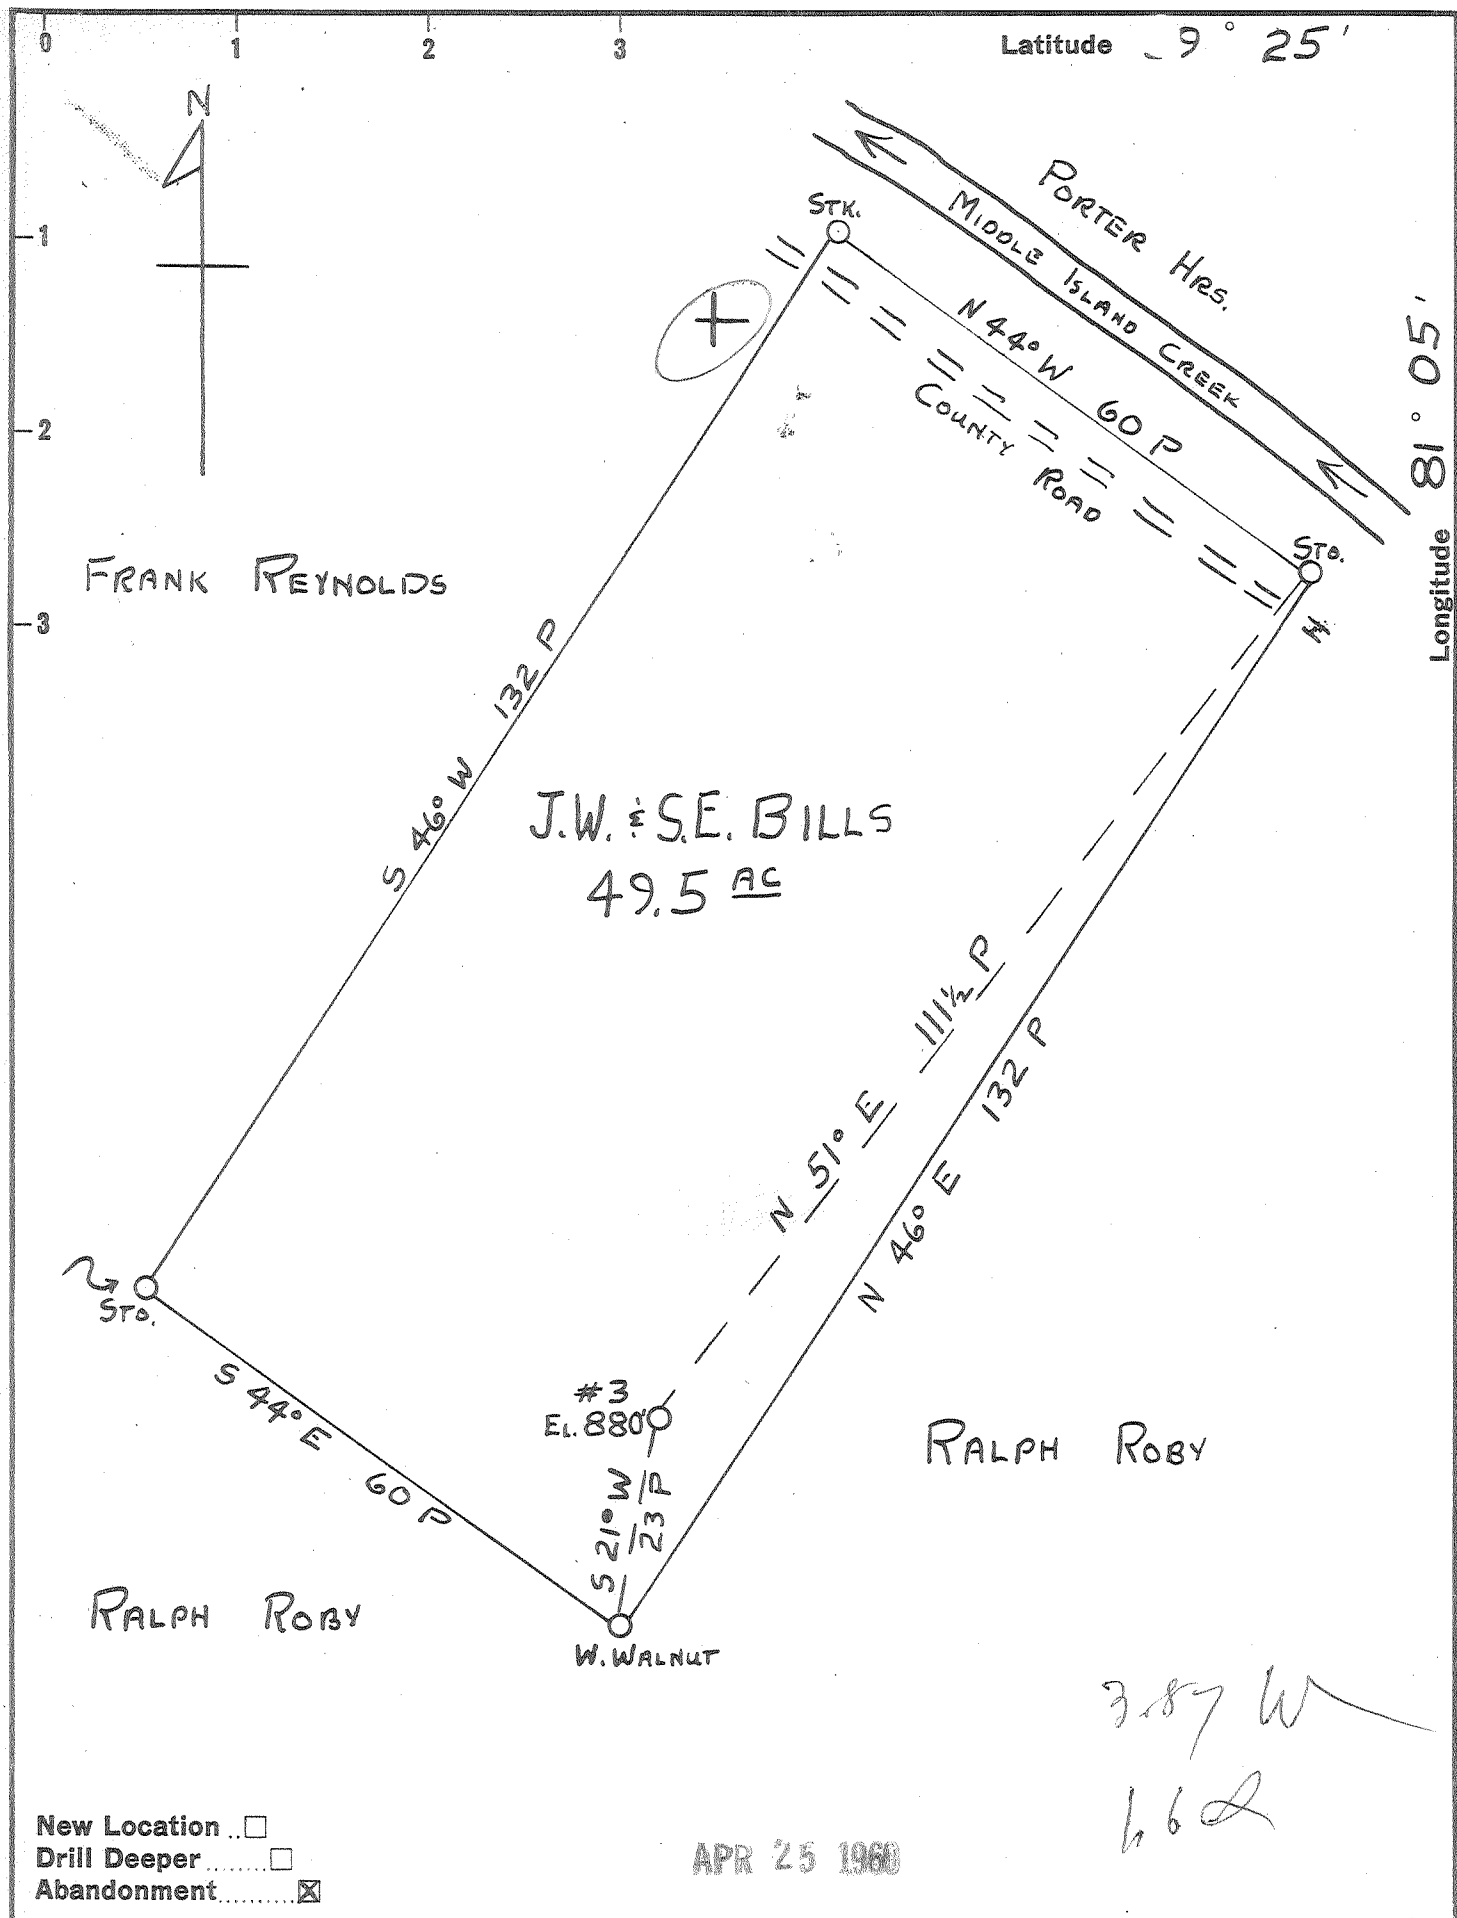 0 1 2 3 Latitude 9° 25'
N
PORTER HRS.
STK.
MIDDLE ISLAND CREEK
1
N 44° W 60 P
COUNTY ROAD
2
81° 05'
Longitude
STO.
FRANK REYNOLDS
3
S 46° W 132 P
J.W. & S.E. BILLS
49.5 AC
N 51° E 111½ P
N 46° E 132 P
STO.
S 44° E 60 P
#3
EL. 880'
RALPH ROBY
S 21° W
23 P
RALPH ROBY
W. WALNUT
3.87 W
New Location
Drill Deeper
Abandonment
APR 25 1960